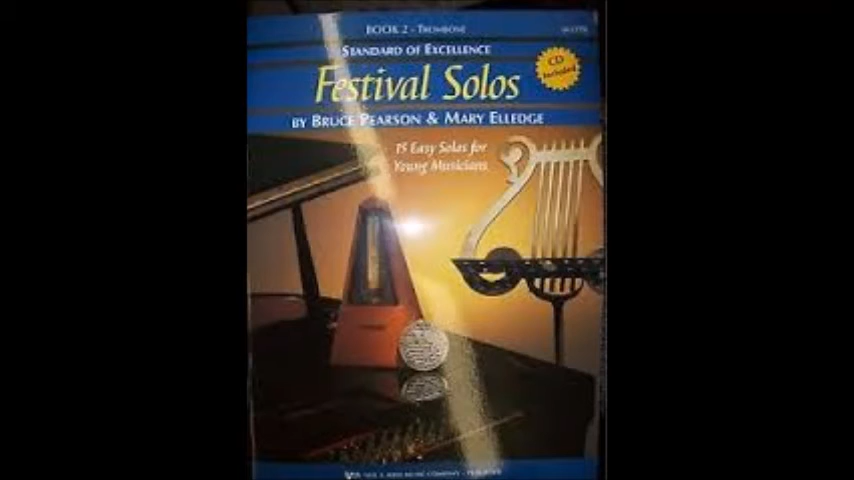 BOOK 2 - TROMBONE
STANDARD OF EXCELLENCE
Festival Solos
CD
Included
BY BRUCE PEARSON & MARY ELLEDGE
15 Easy Solos for
Young Musicians